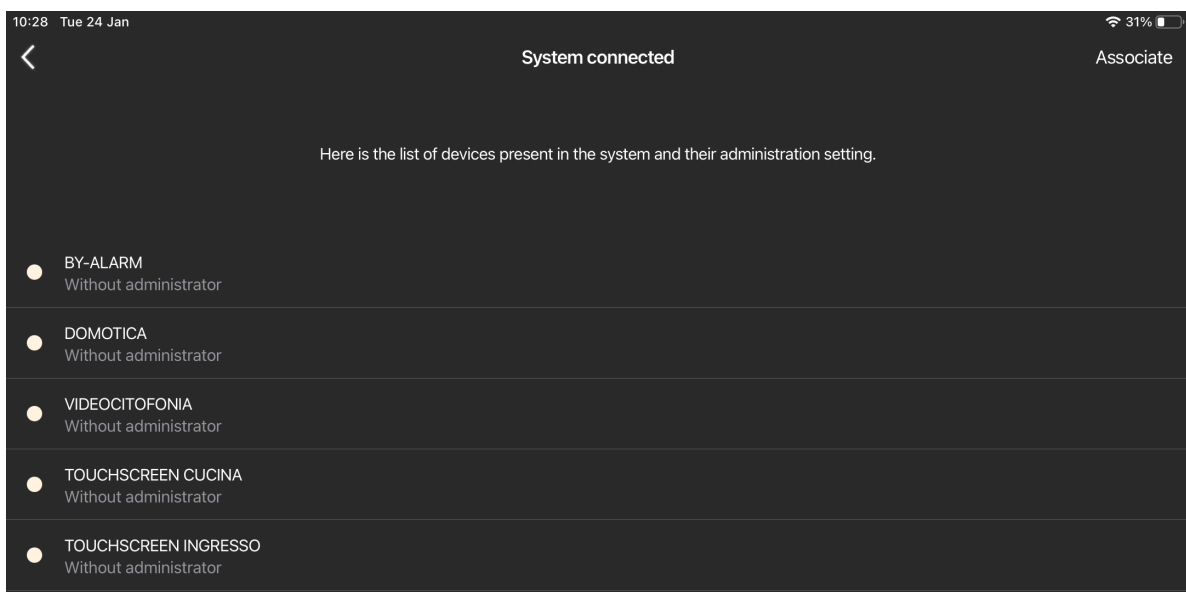 10:28 Tue 24 Jan
31%
System connected
Associate
Here is the list of devices present in the system and their administration setting.
BY-ALARM
Without administrator
DOMOTICA
Without administrator
VIDEOCITOFONIA
Without administrator
TOUCHSCREEN CUCINA
Without administrator
TOUCHSCREEN INGRESSO
Without administrator